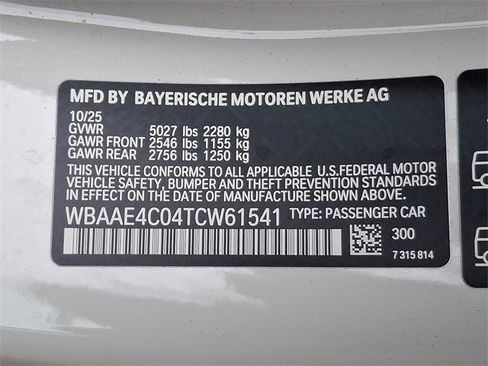 MFD BY BAYERISCHE MOTOREN WERKE AG
10/25
GVWR 5027 lbs 2280 kg
GAWR FRONT 2546 lbs 1155 kg
GAWR REAR 2756 lbs 1250 kg
THIS VEHICLE CONFORMS TO ALL APPLICABLE U.S. FEDERAL MOTOR
VEHICLE SAFETY, BUMPER AND THEFT PREVENTION STANDARDS
IN EFFECT ON THE DATE OF MANUFACTURE SHOWN ABOVE.
WBAAE4C04TCW61541 TYPE: PASSENGER CAR
300
7 315 814